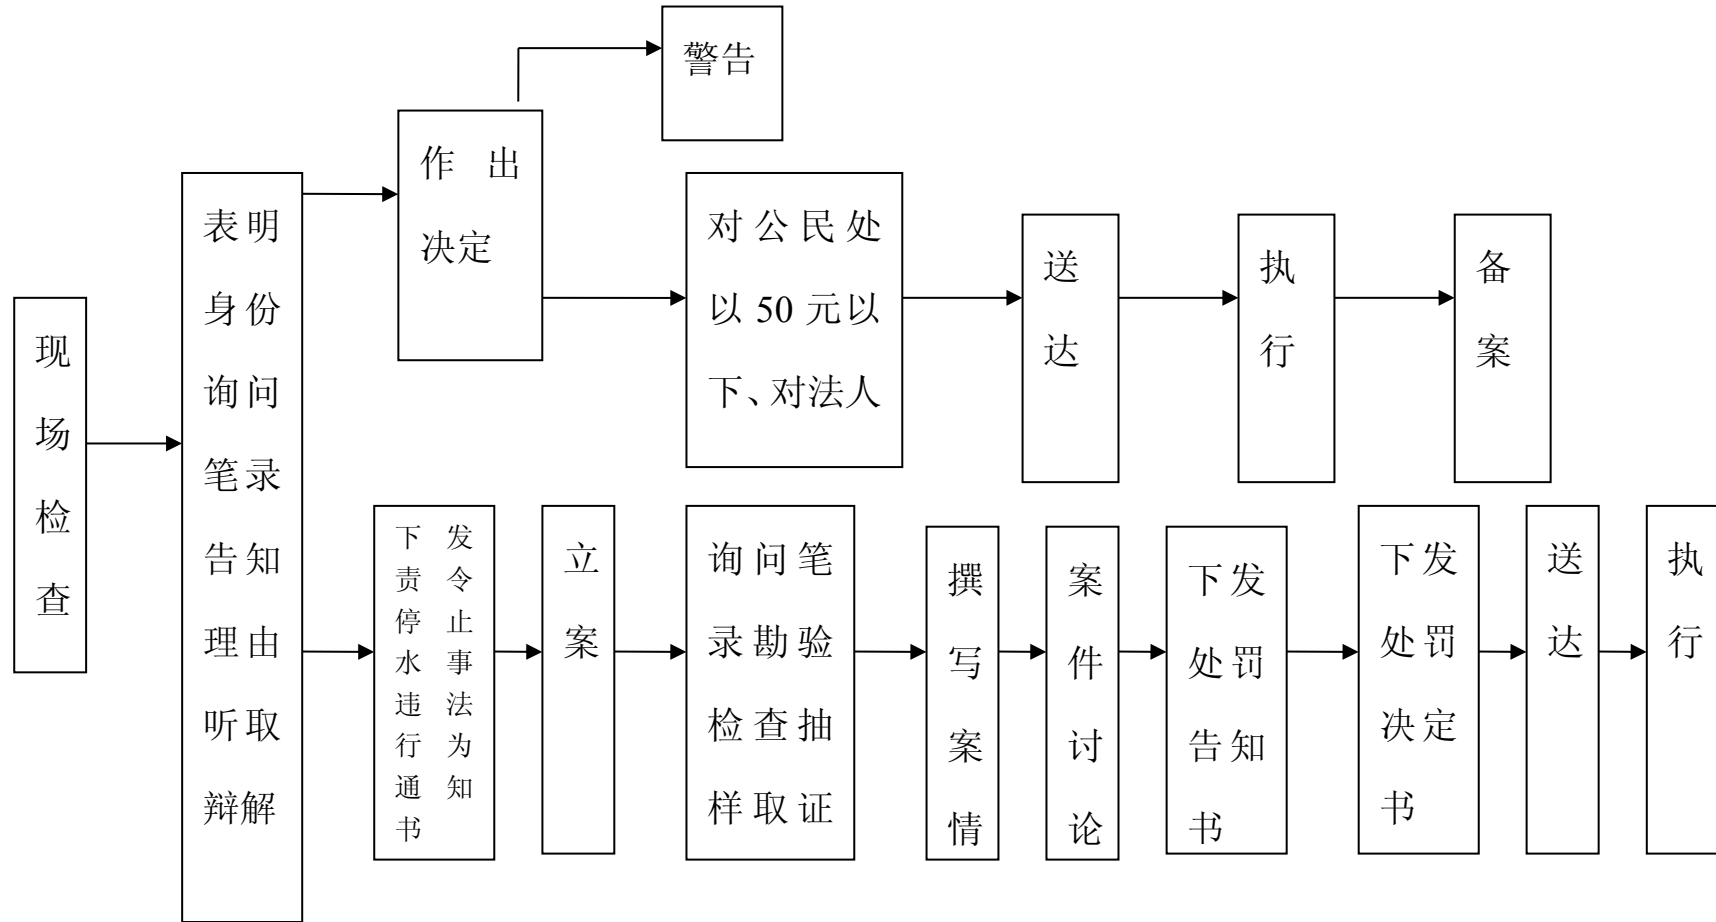 警告
作出
决定
对公民处
以50元以
下、对法人
送
达
执
行
备
案
现
场
检
查
表明
身份
询问
笔录
告知
理由
听取
辩解
下发
责令
停止
水事
违法
行为
通知
书
立
案
询问笔
录勘验
检查抽
样取证
撰
写
案
情
案
件
讨
论
下发
处罚
告知
书
下发
处罚
决定
书
送
达
执
行